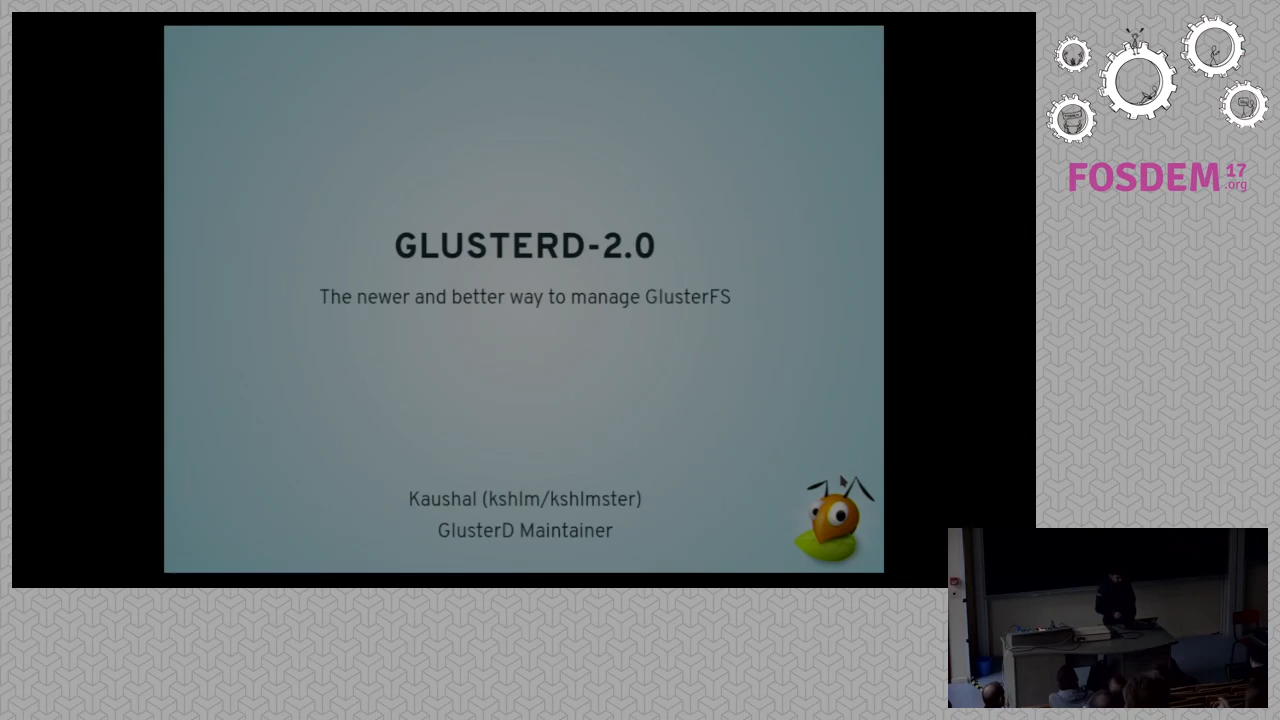 GLUSTERD-2.0
The newer and better way to manage GlusterFS
Kaushal (kshlm/kshlmster)
GlusterD Maintainer
FOSDEM 17
.org